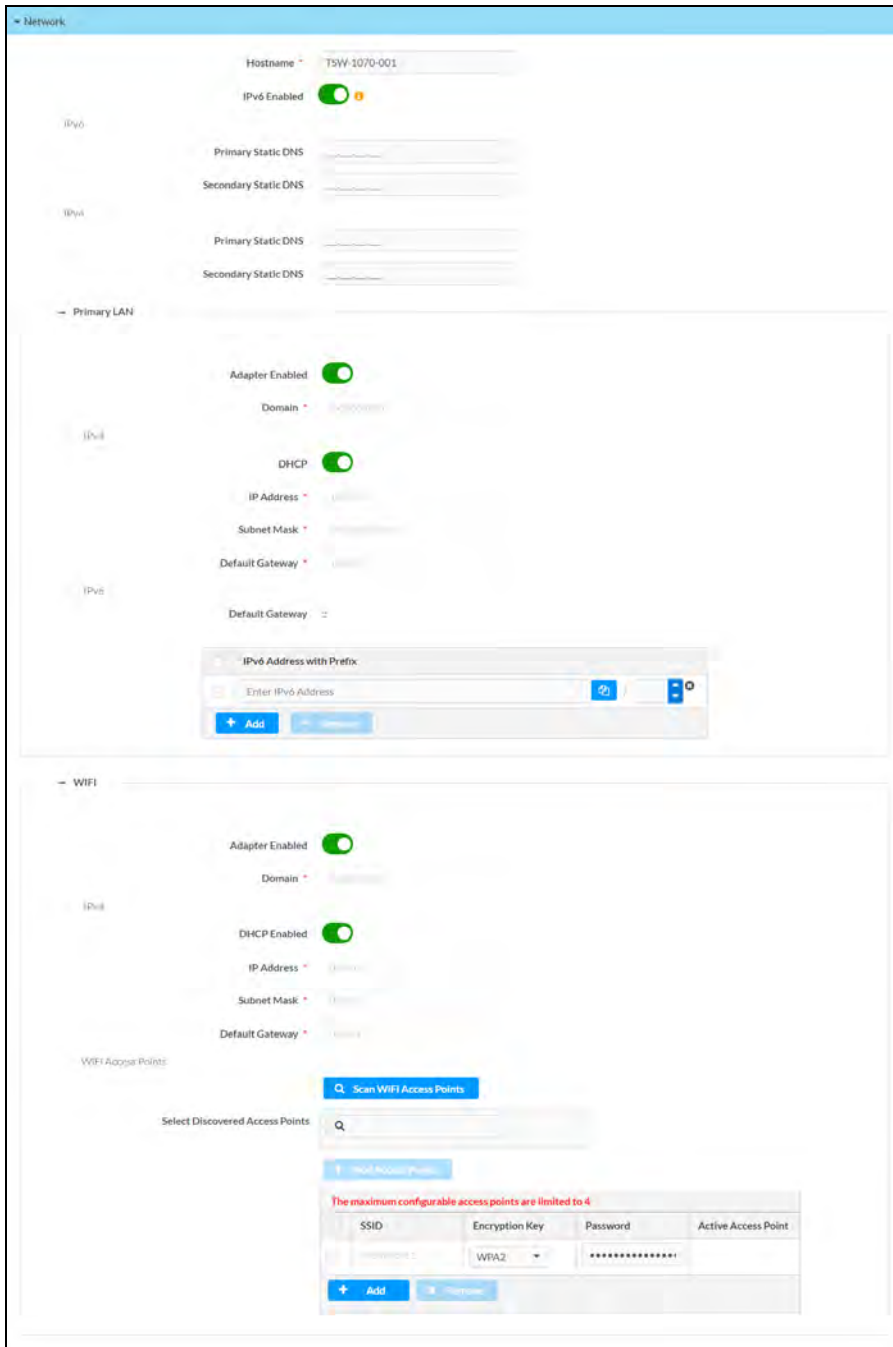 Network
Hostname *
TSW-1070-001
IPv6 Enabled
IPv6
Primary Static DNS
Secondary Static DNS
IPv4
Primary Static DNS
Secondary Static DNS
Primary LAN
Adapter Enabled
Domain *
IPv4
DHCP
IP Address *
Subnet Mask *
Default Gateway *
IPv6
Default Gateway ::
IPv6 Address with Prefix
Enter IPv6 Address /
+ Add
WIFI
Adapter Enabled
Domain *
IPv4
DHCP Enabled
IP Address *
Subnet Mask *
Default Gateway *
WIFI Access Points
Scan WIFI Access Points
Select Discovered Access Points
The maximum configurable access points are limited to 4
SSID Encryption Key Password Active Access Point
WPA2
+ Add